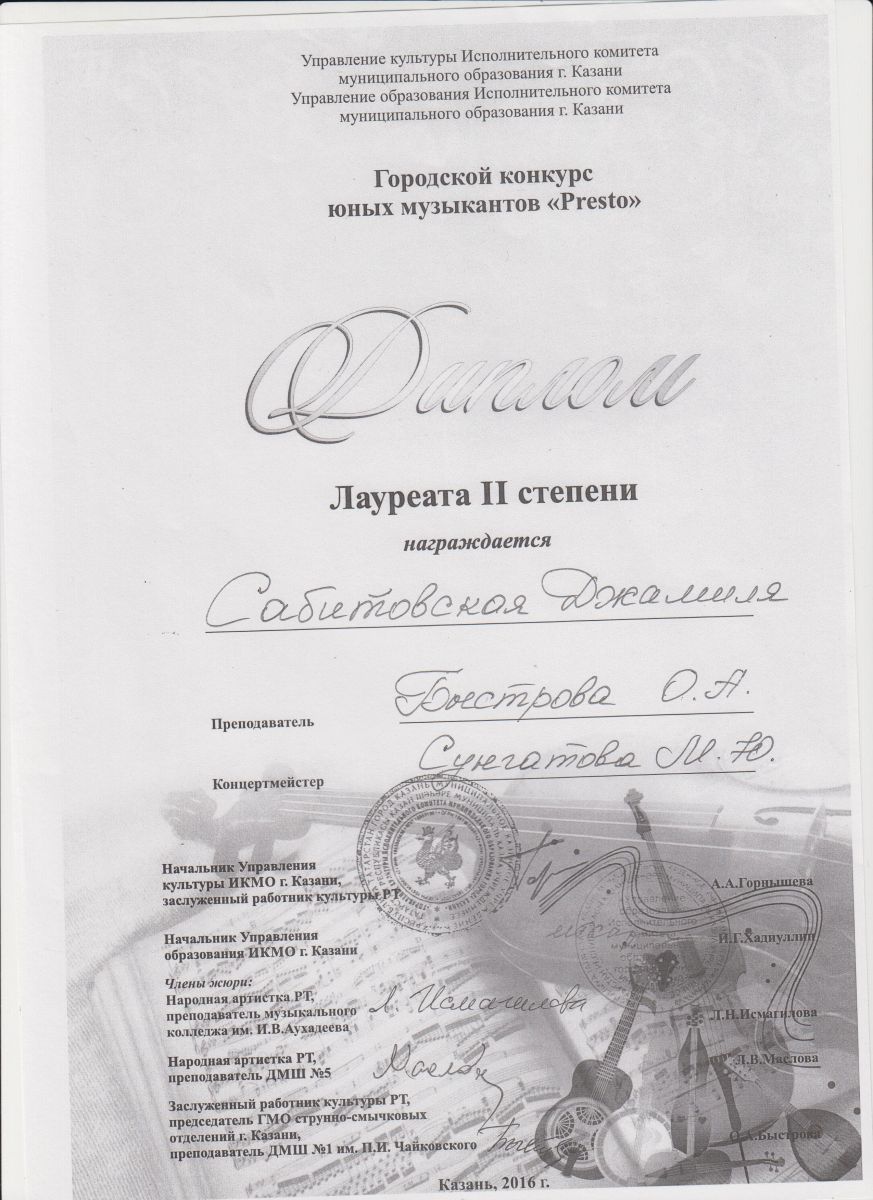 Управление культуры Исполнительного комитета
муниципального образования г. Казани
Управление образования Исполнительного комитета
муниципального образования г. Казани
Городской конкурс
юных музыкантов «Presto»
Диплом
Лауреата II степени
награждается
Сабитовская Джамиля
Преподаватель Быстрова О.А.
Концертмейстер Сунгатова М.Ю.
Начальник Управления
культуры ИКМО г. Казани,
заслуженный работник культуры РТ А.А.Горнышева
Начальник Управления
образования ИКМО г. Казани И.Г.Хадиуллин
Члены жюри:
Народная артистка РТ,
преподаватель музыкального Л. Исмагилова Л.Н.Исмагилова
колледжа им. И.В.Аухадеева
Народная артистка РТ, Л.В.Маслова
преподаватель ДМШ №5
Заслуженный работник культуры РТ,
председатель ГМО струнно-смычковых
отделений г. Казани, О.А.Быстрова
преподаватель ДМШ №1 им. П.И. Чайковского
Казань, 2016 г.